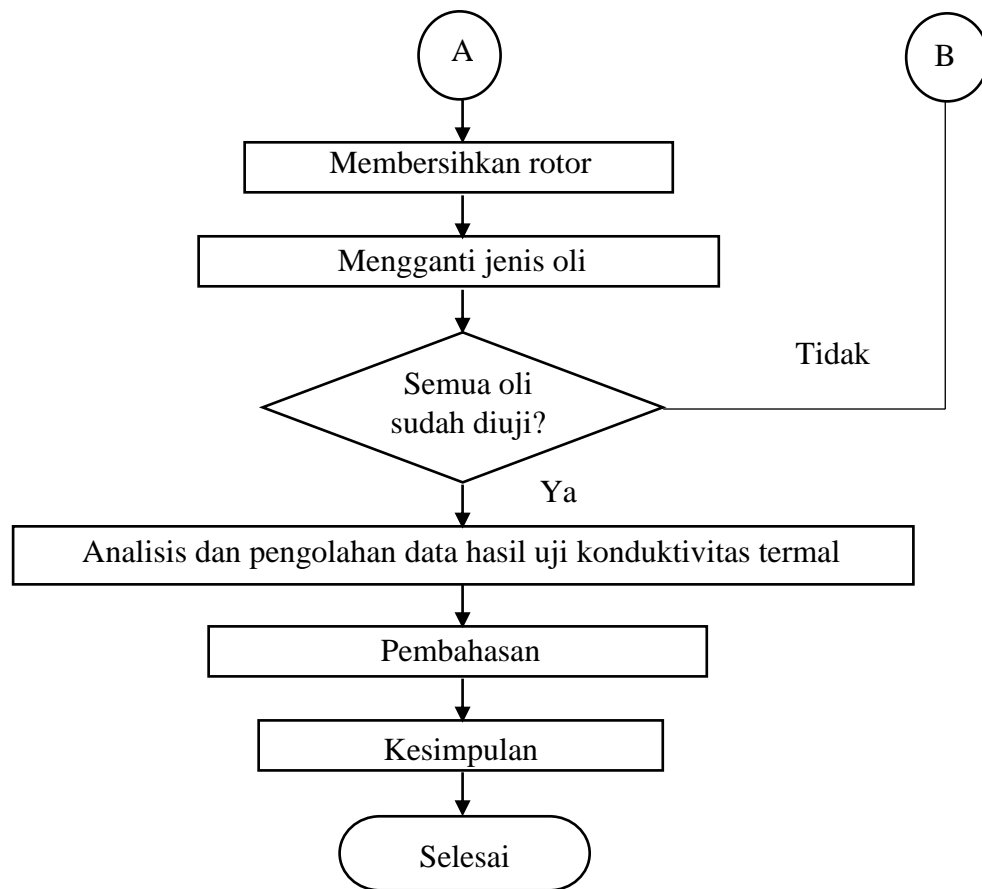 A
B
Membersihkan rotor
Mengganti jenis oli
Tidak
Semua oli
sudah diuji?
Ya
Analisis dan pengolahan data hasil uji konduktivitas termal
Pembahasan
Kesimpulan
Selesai